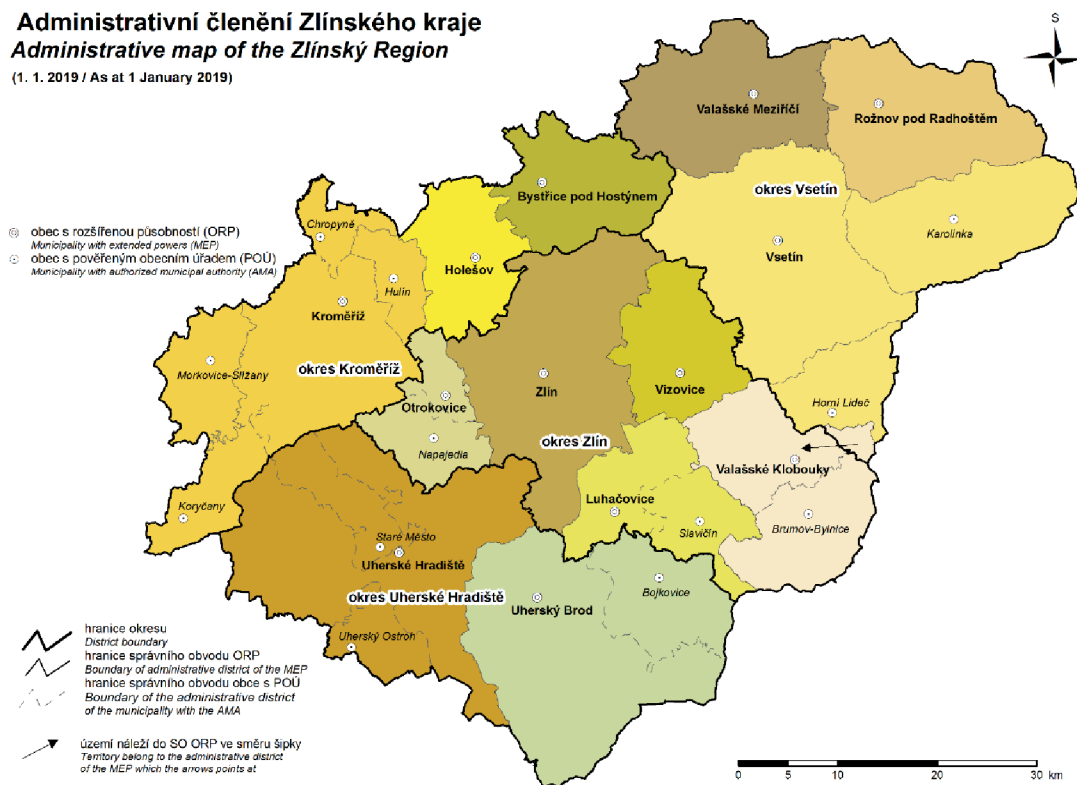 Administrativní členění Zlínského kraje
Administrative map of the Zlínský Region
(1. 1. 2019 / As at 1 January 2019)
S
Valašské Meziříčí
Rožnov pod Radhoštěm
Bystřice pod Hostýnem
okres Vsetín
Chropyně
Karolinka
obec s rozšířenou působností (ORP)
Municipality with extended powers (MEP)
obec s pověřeným obecním úřadem (POÚ)
Municipality with authorized municipal authority (AMA)
Holešov
Vsetín
Hulín
Kroměříž
Morkovice-Slížany
okres Kroměříž
Zlín
Vizovice
Otrokovice
Horní Lideč
okres Zlín
Napajedla
Valašské Klobouky
Koryčany
Luhačovice
Slavičín
Brumov-Bylnice
Staré Město
Uherské Hradiště
Bojkovice
okres Uherské Hradiště
Uherský Brod
Uherský Ostroh
hranice okresu
District boundary
hranice správního obvodu ORP
Boundary of administrative district of the MEP
hranice správního obvodu obce s POÚ
Boundary of the administrative district
of the municipality with the AMA
území náleží do SO ORP ve směru šipky
Territory belong to the administrative district
of the MEP which the arrows points at
0 5 10 20 30 km